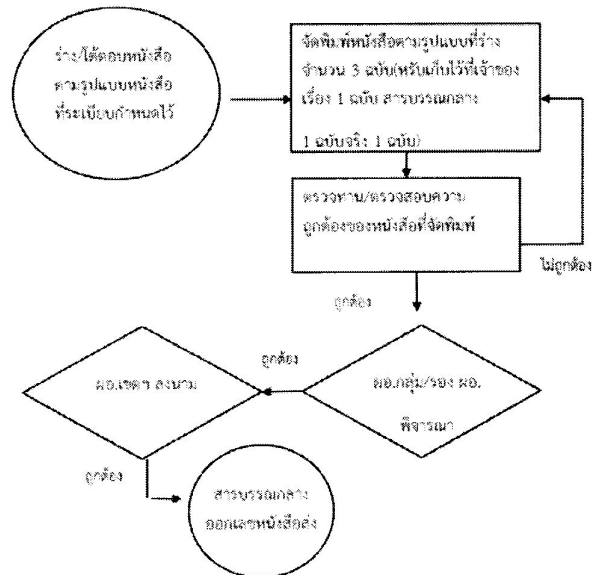 ร่าง/โต้ตอบหนังสือ
ตามรูปแบบหนังสือ
ที่ระเบียบกำหนดไว้
จัดพิมพ์หนังสือตามรูปแบบที่ร่าง
จำนวน 3 ฉบับ(หรับเก็บไว้ที่เจ้าของ
เรื่อง 1 ฉบับ สารบรรณกลาง
1 ฉบับจริง 1 ฉบับ)
ตรวจทาน/ตรวจสอบความ
ถูกต้องของหนังสือที่จัดพิมพ์
ไม่ถูกต้อง
ถูกต้อง
ผอ.กลุ่ม/รอง ผอ.
พิจารณา
ถูกต้อง
ผอ.เขตฯ ลงนาม
ถูกต้อง
สารบรรณกลาง
ออกเลขหนังสือส่ง